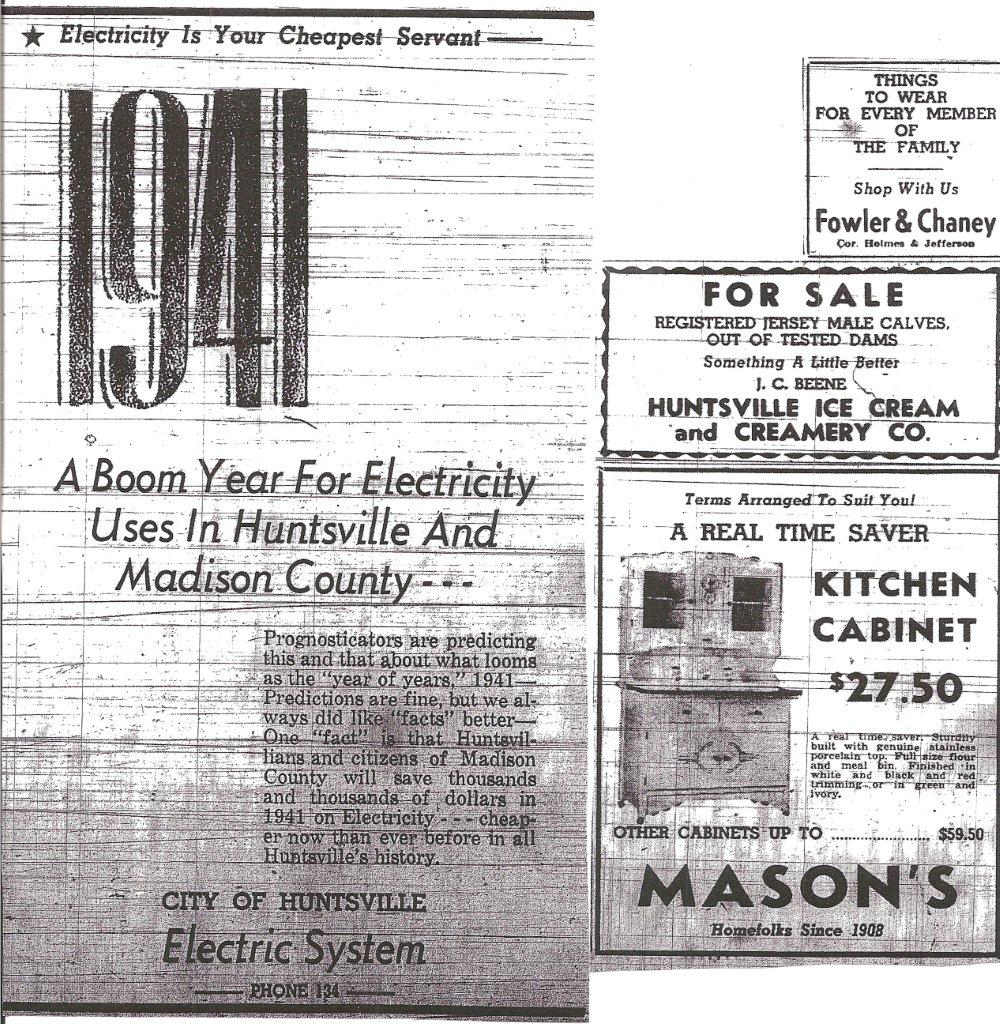 ★ Electricity Is Your Cheapest Servant
1941
A Boom Year For Electricity
Uses In Huntsville And
Madison County---
Prognosticators are predicting
this and that about what looms
as the "year of years," 1941—
Predictions are fine, but we al-
ways did like "facts" better—
One "fact" is that Huntsvil-
lians and citizens of Madison
County will save thousands
and thousands of dollars in
1941 on Electricity --- cheap-
er now than ever before in all
Huntsville's history.
CITY OF HUNTSVILLE
Electric System
PHONE 134
THINGS
TO WEAR
FOR EVERY MEMBER
OF
THE FAMILY
Shop With Us
Fowler & Chaney
Cor. Holmes & Jefferson
FOR SALE
REGISTERED JERSEY MALE CALVES,
OUT OF TESTED DAMS
Something A Little Better
J. C. BEENE
HUNTSVILLE ICE CREAM
and CREAMERY CO.
Terms Arranged To Suit You!
A REAL TIME SAVER
KITCHEN
CABINET
$27.50
A real time saver. Sturdily
built with genuine stainless
porcelain top. Full size flour
and meal bin. Finished in
white and black and red
trimming or in green and
ivory.
OTHER CABINETS UP TO .................. $59.50
MASON'S
Homefolks Since 1908